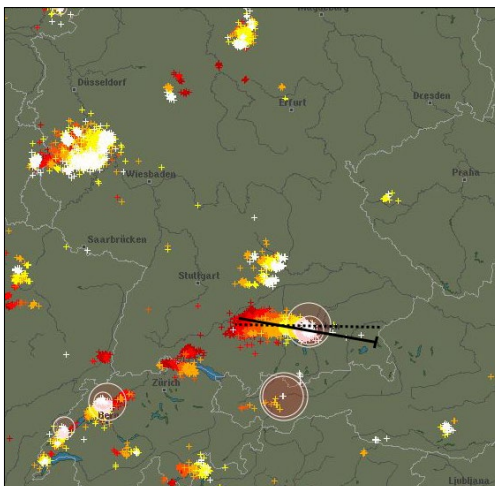 Düsseldorf
Erfurt
Dresden
Wiesbaden
Praha
Saarbrücken
Stuttgart
Zürich
Ljubljana